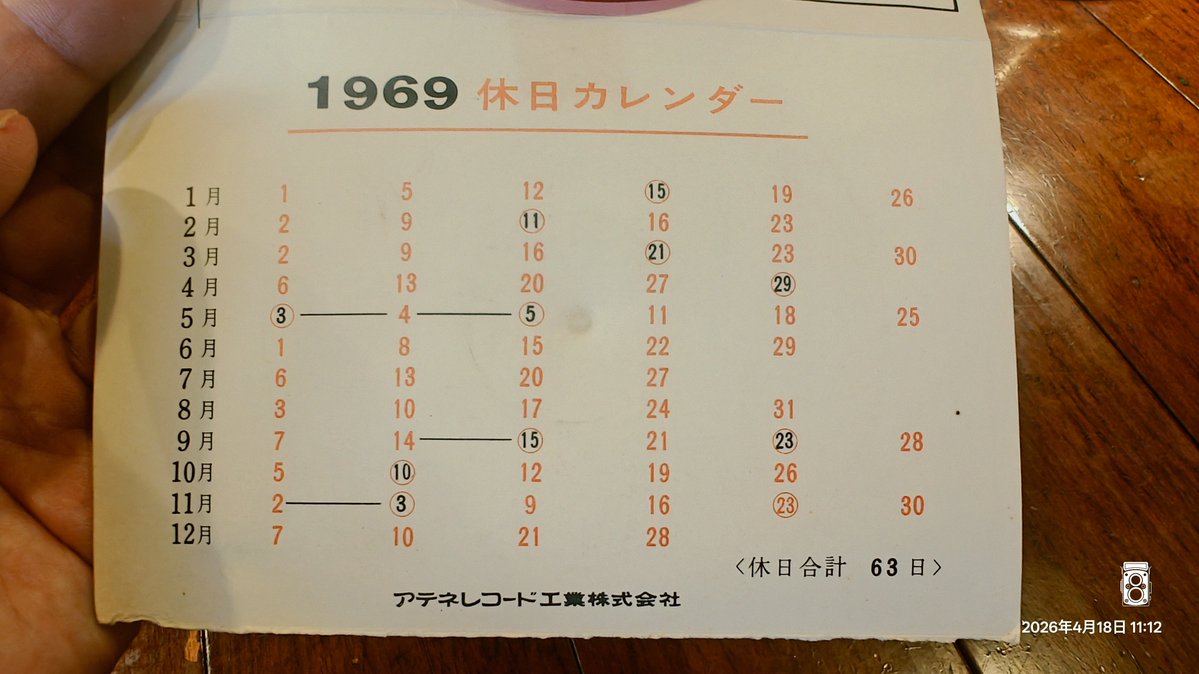 1969 休日カレンダー
1月 1 5 12 15 19 26
2月 2 9 11 16 23
3月 2 9 16 21 23 30
4月 6 13 20 27 29
5月 3 4 5 11 18 25
6月 1 8 15 22 29
7月 6 13 20 27
8月 3 10 17 24 31
9月 7 14 15 21 23 28
10月 5 10 12 19 26
11月 2 3 9 16 23 30
12月 7 10 21 28
〈休日合計 63日〉
アテネレコード工業株式会社
2026年4月18日 11:12